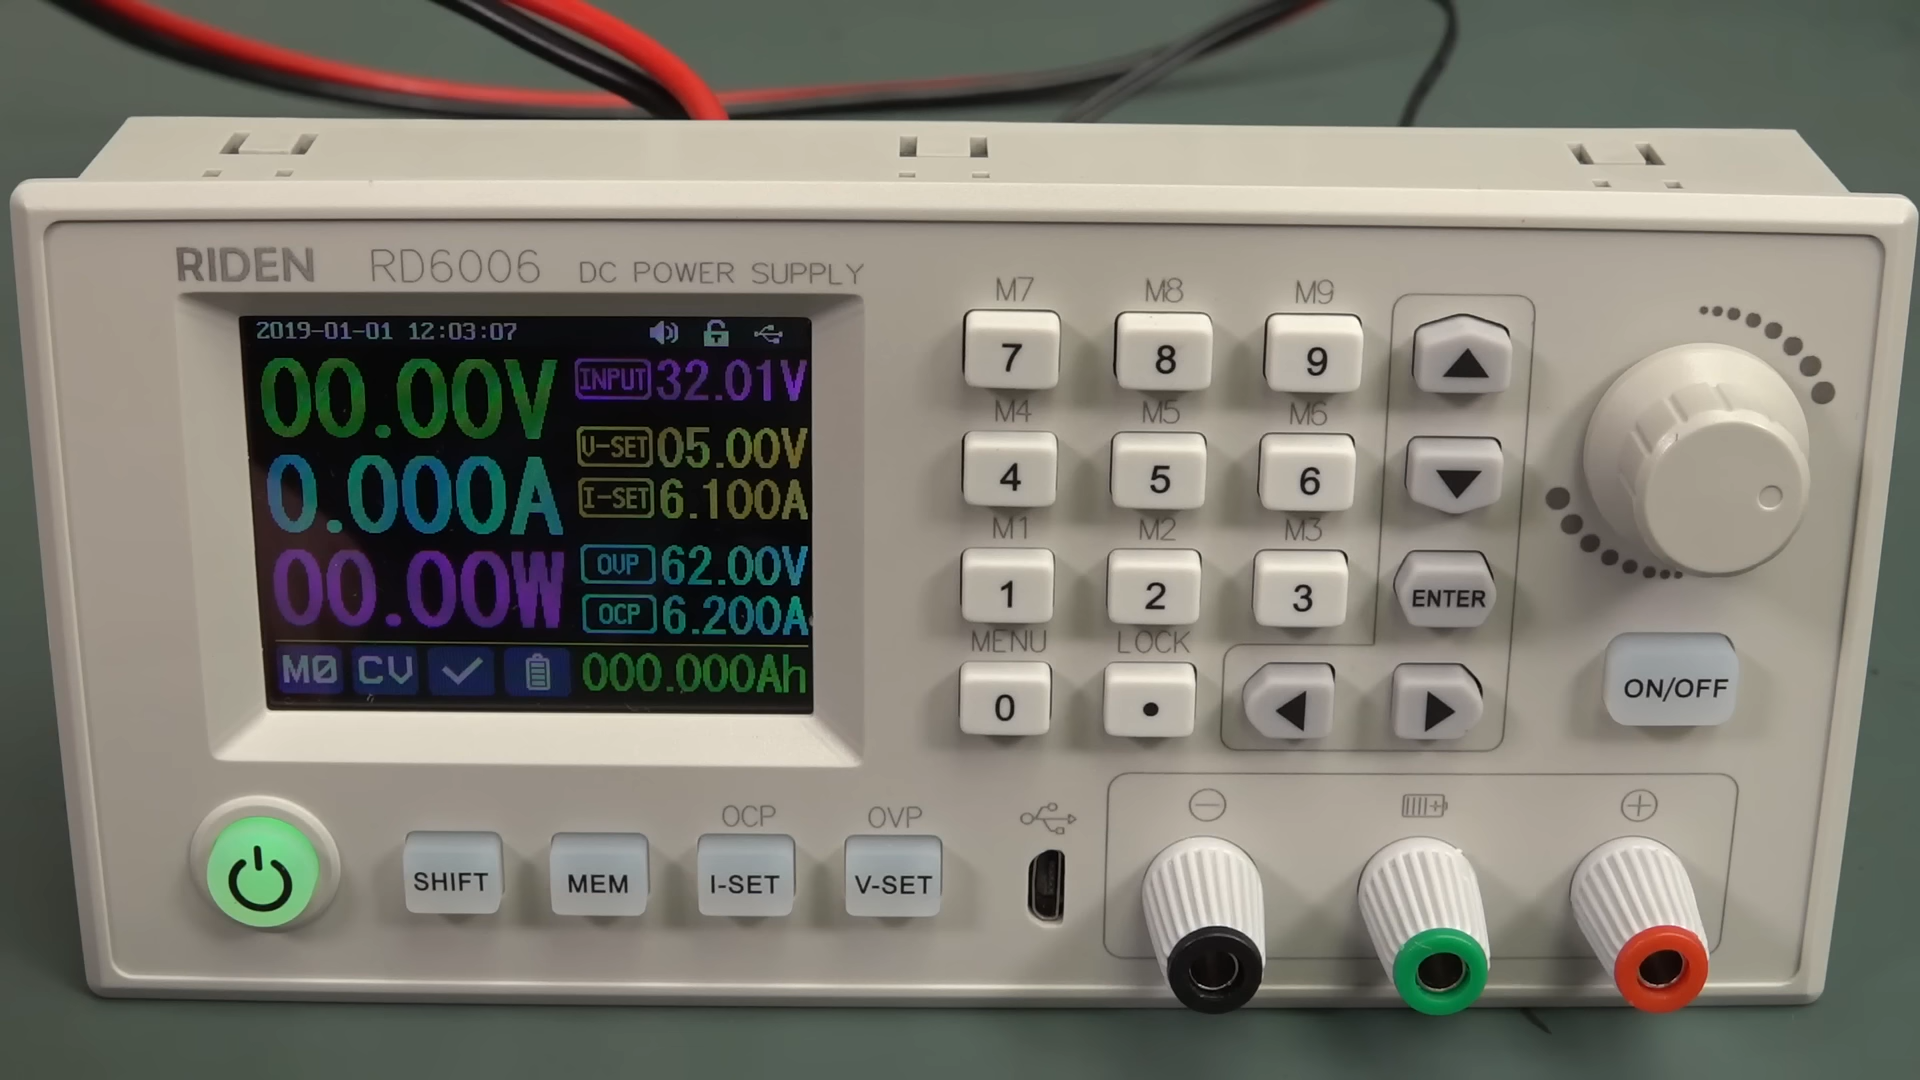 RIDEN RD6006 DC POWER SUPPLY
2019-01-01 12:03:07
00.00V
0.000A
00.00W
INPUT 32.01V
V-SET 05.00V
I-SET 6.100A
OVP 62.00V
OCP 6.200A
M0 CV 000.000Ah
M7 M8 M9
7 8 9
M4 M5 M6
4 5 6
M1 M2 M3
1 2 3
ENTER
MENU LOCK
0 .
ON/OFF
OCP OVP
SHIFT MEM I-SET V-SET